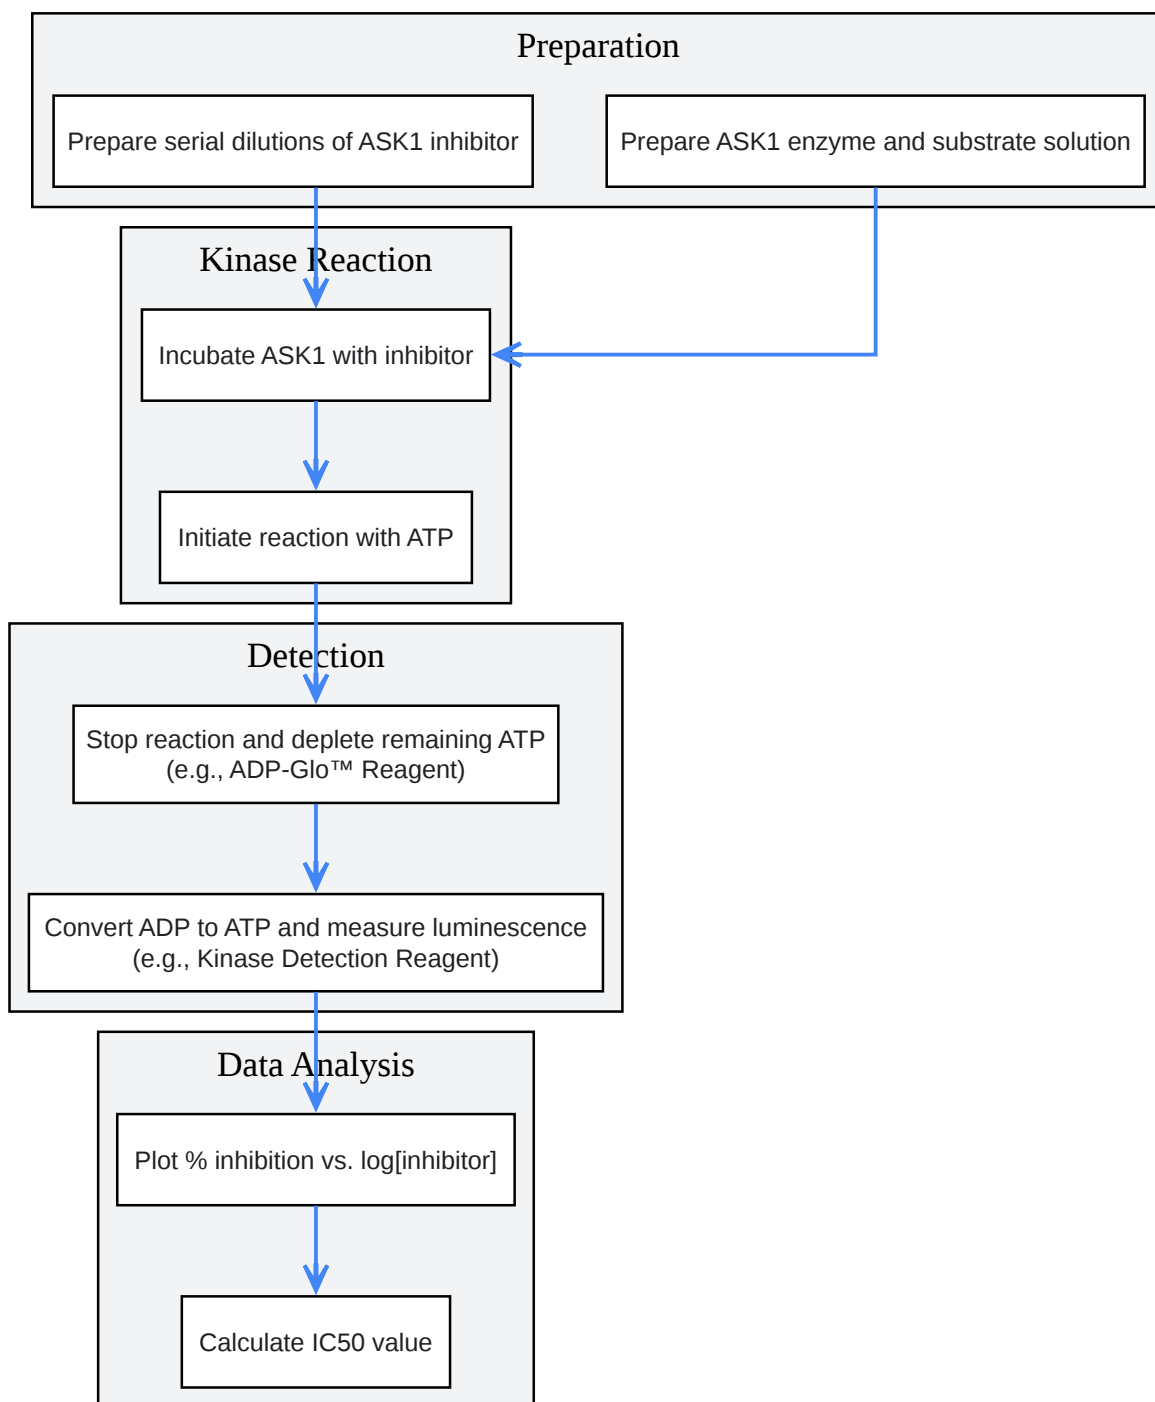 Preparation
Prepare serial dilutions of ASK1 inhibitor
Prepare ASK1 enzyme and substrate solution
Kinase Reaction
Incubate ASK1 with inhibitor
Initiate reaction with ATP
Detection
Stop reaction and deplete remaining ATP
(e.g., ADP-Glo™ Reagent)
Convert ADP to ATP and measure luminescence
(e.g., Kinase Detection Reagent)
Data Analysis
Plot % inhibition vs. log[inhibitor]
Calculate IC50 value